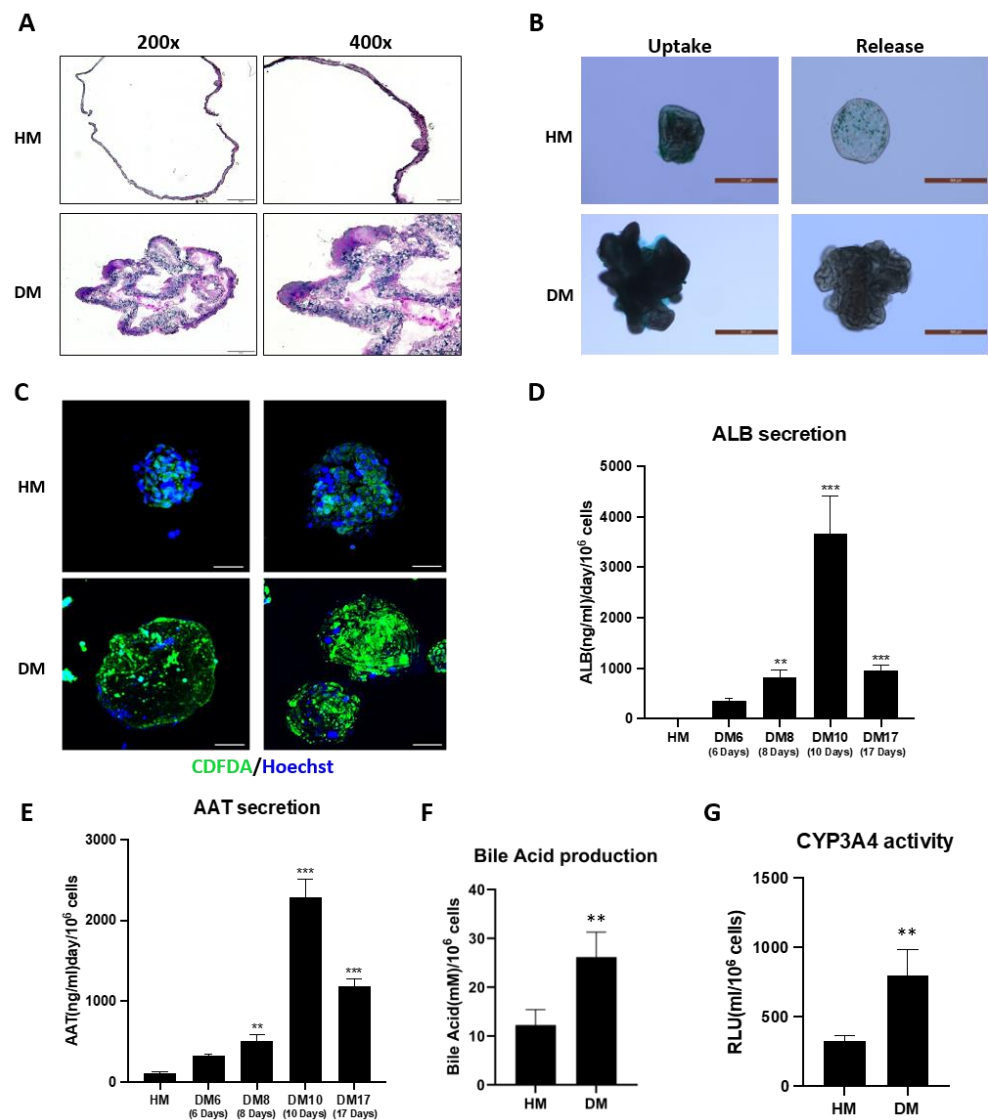 A
200x 400x
HM
DM
B
Uptake Release
HM
DM
C
HM
DM
CDFDA/Hoechst
D
ALB secretion
ALB(ng/ml)/day/10⁶ cells
5000
4000
3000
2000
1000
0
** *** ***
HM DM6 DM8 DM10 DM17
(6 Days) (8 Days) (10 Days) (17 Days)
E
AAT secretion
AAT(ng/ml)day/10⁶ cells
3000
2000
1000
0
** *** ***
HM DM6 DM8 DM10 DM17
(6 Days) (8 Days) (10 Days) (17 Days)
F
Bile Acid production
Bile Acid(mM)/10⁶ cells
40
30
20
10
0
**
HM DM
G
CYP3A4 activity
RLU(ml/10⁶ cells)
1500
1000
500
0
**
HM DM